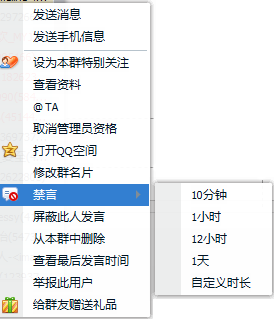 发送消息
发送手机信息
设为本群特别关注
查看资料
@TA
取消管理员资格
打开QQ空间
修改群名片
禁言
屏蔽此人发言
从本群中删除
查看最后发言时间
举报此用户
给群友赠送礼品
10分钟
1小时
12小时
1天
自定义时长